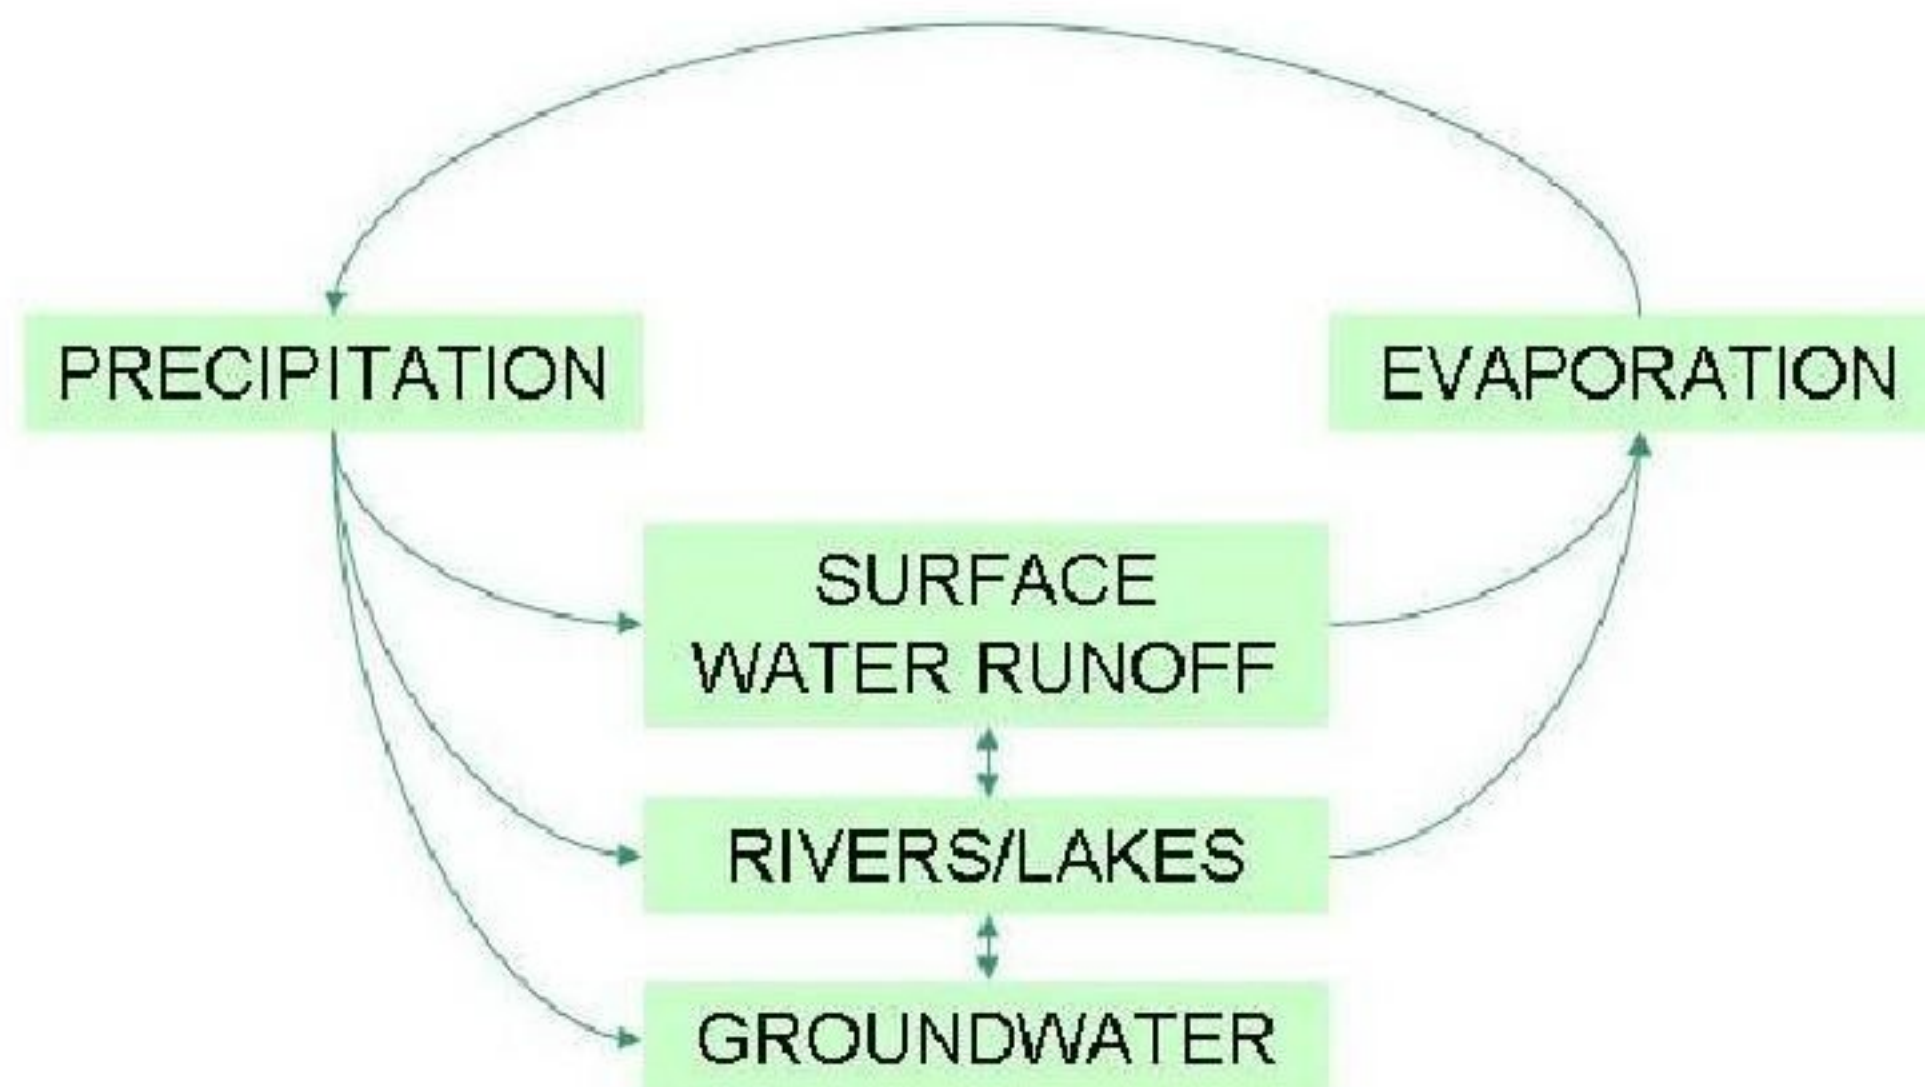 PRECIPITATION
EVAPORATION
SURFACE
WATER RUNOFF
RIVERS/LAKES
GROUNDWATER